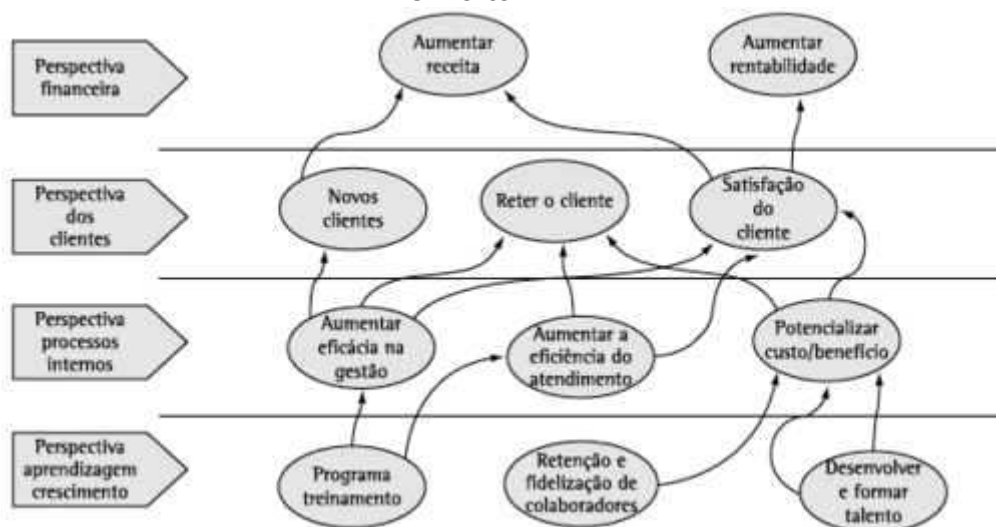 Perspectiva
financeira
Aumentar
receita
Aumentar
rentabilidade
Perspectiva
dos
clientes
Novos
clientes
Reter o cliente
Satisfação
do
cliente
Perspectiva
processos
internos
Aumentar
eficácia na
gestão
Aumentar a
eficiência do
atendimento
Potencializar
custo/benefício
Perspectiva
aprendizagem
crescimento
Programa
treinamento
Retenção e
fidelização de
colaboradores
Desenvolver
e formar
talento